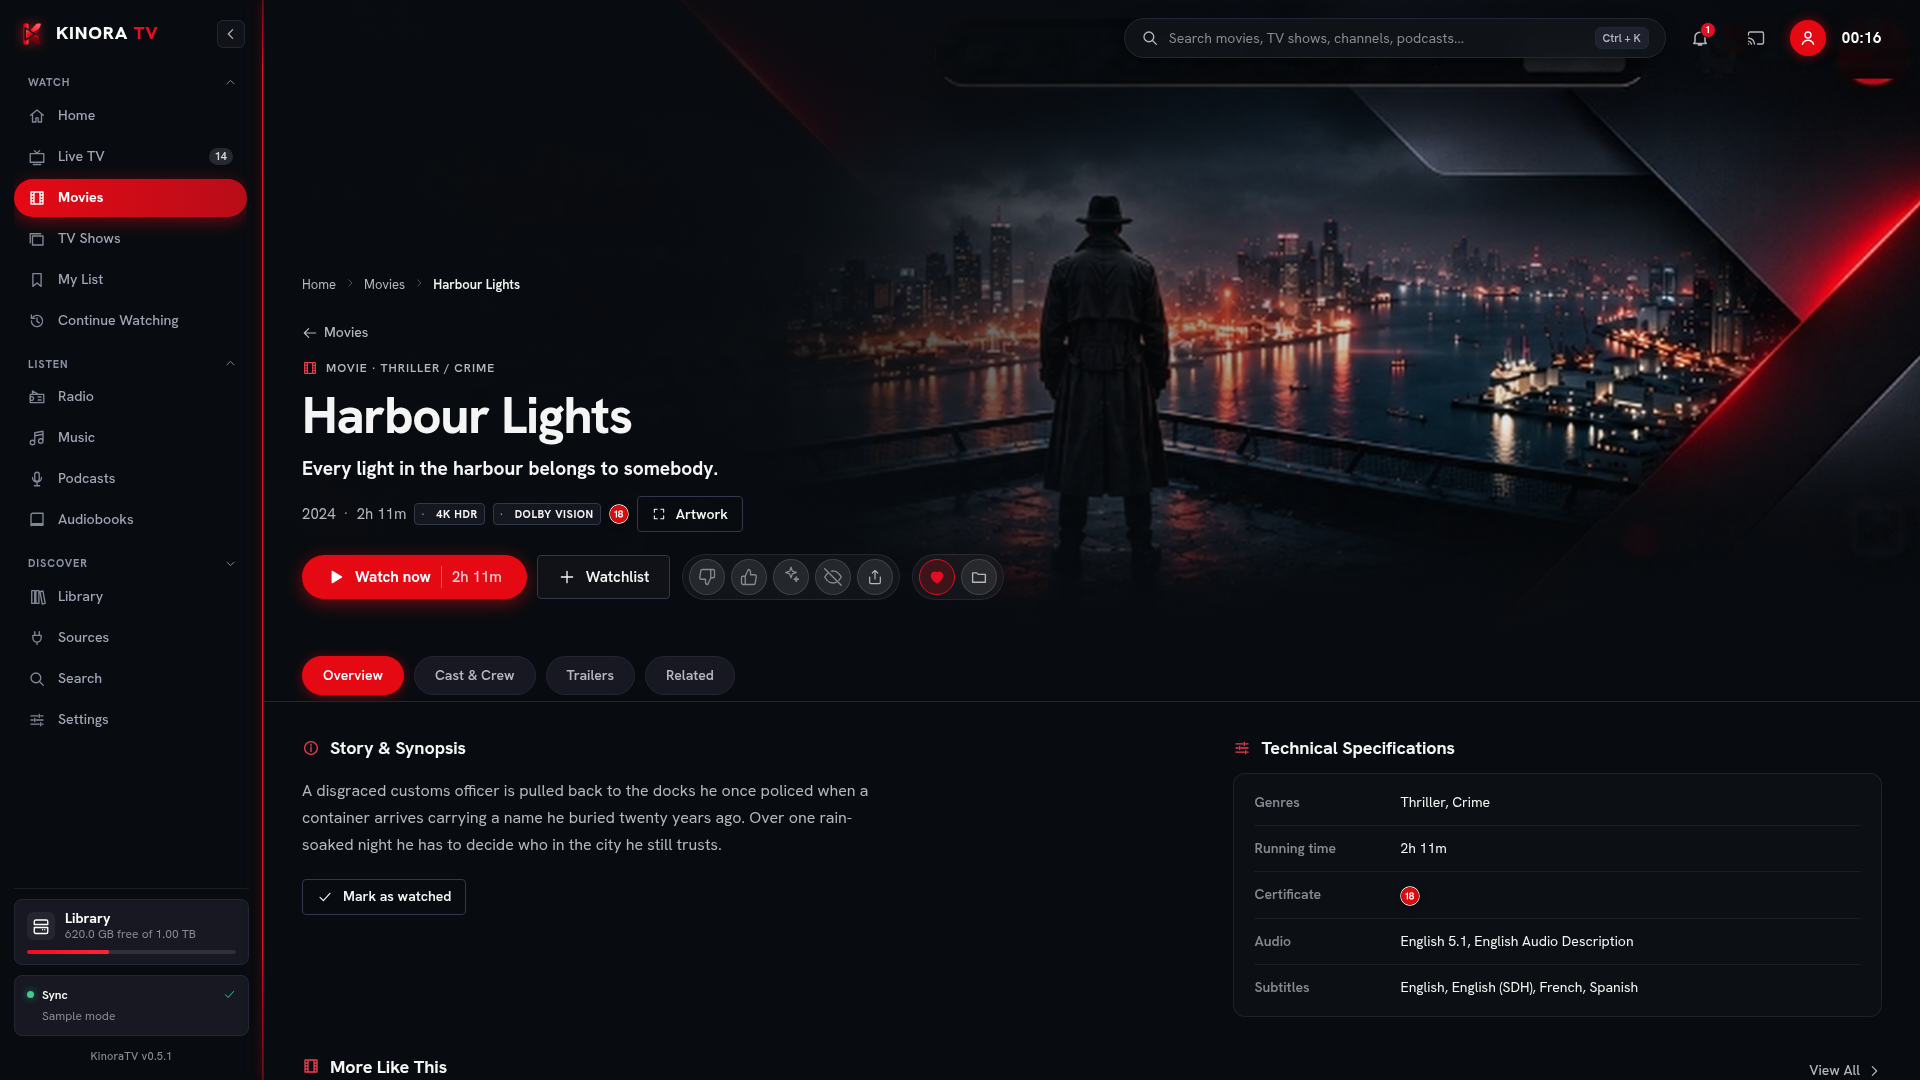 KINORA TV
WATCH
Home
Live TV
14
Movies
TV Shows
My List
Continue Watching
LISTEN
Radio
Music
Podcasts
Audiobooks
DISCOVER
Library
Sources
Search
Settings
Library
620.0 GB free of 1.00 TB
Sync
Sample mode
KinoraTV v0.5.1
Search movies, TV shows, channels, podcasts...
Ctrl + K
1
00:16
Home Movies Harbour Lights
Movies
MOVIE · THRILLER / CRIME
Harbour Lights
Every light in the harbour belongs to somebody.
2024 · 2h 11m · 4K HDR · DOLBY VISION 18 Artwork
Watch now 2h 11m Watchlist
Overview Cast & Crew Trailers Related
Story & Synopsis
A disgraced customs officer is pulled back to the docks he once policed when a
container arrives carrying a name he buried twenty years ago. Over one rain-
soaked night he has to decide who in the city he still trusts.
Mark as watched
Technical Specifications
Genres Thriller, Crime
Running time 2h 11m
Certificate 18
Audio English 5.1, English Audio Description
Subtitles English, English (SDH), French, Spanish
More Like This
View All